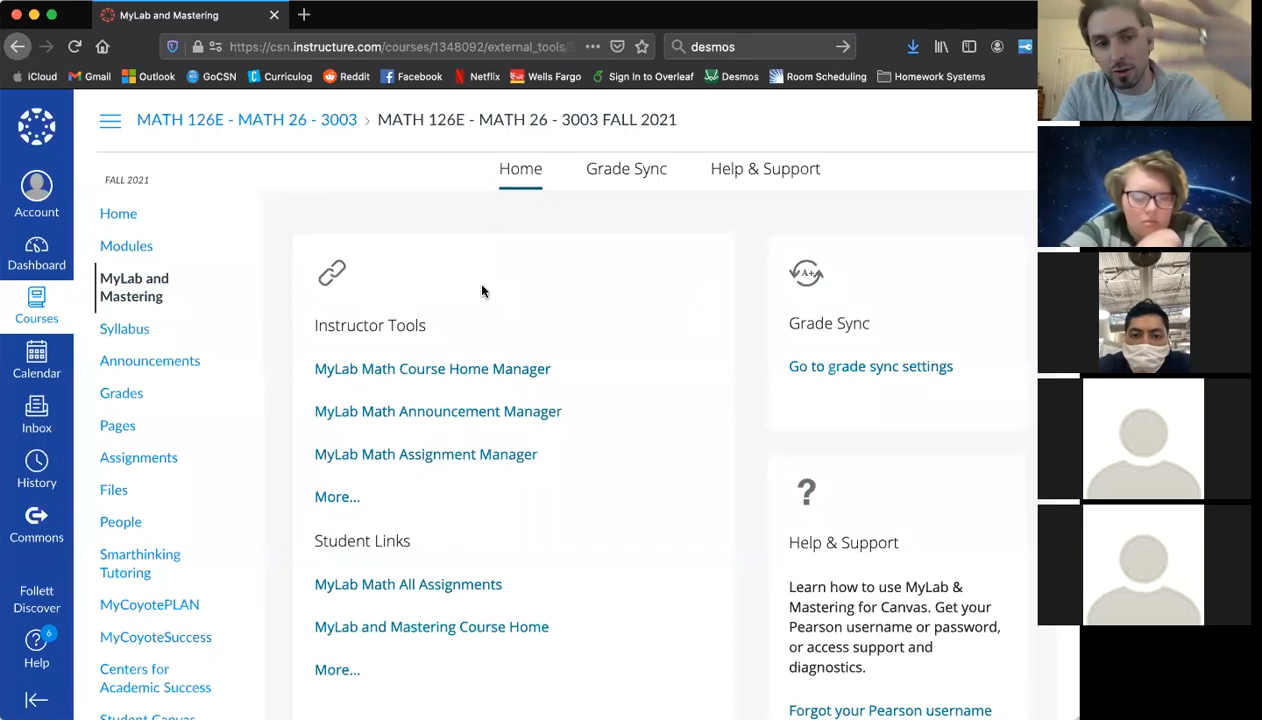 MyLab and Mastering
https://csn.instructure.com/courses/1348092/external_tools/
desmos
iCloud
Gmail
Outlook
GoCSN
Curriculog
Reddit
Facebook
Netflix
Wells Fargo
Sign In to Overleaf
Desmos
Room Scheduling
Homework Systems
MATH 126E - MATH 26 - 3003 › MATH 126E - MATH 26 - 3003 FALL 2021
Account
Dashboard
Courses
Calendar
Inbox
History
Commons
Follett
Discover
6
Help
FALL 2021
Home
Modules
MyLab and
Mastering
Syllabus
Announcements
Grades
Pages
Assignments
Files
People
Smarthinking
Tutoring
MyCoyotePLAN
MyCoyoteSuccess
Centers for
Academic Success
Student Canvas
Home
Grade Sync
Help & Support
Instructor Tools
MyLab Math Course Home Manager
MyLab Math Announcement Manager
MyLab Math Assignment Manager
More...
Student Links
MyLab Math All Assignments
MyLab and Mastering Course Home
More...
A+
Grade Sync
Go to grade sync settings
?
Help & Support
Learn how to use MyLab &
Mastering for Canvas. Get your
Pearson username or password,
or access support and
diagnostics.
Forgot your Pearson username